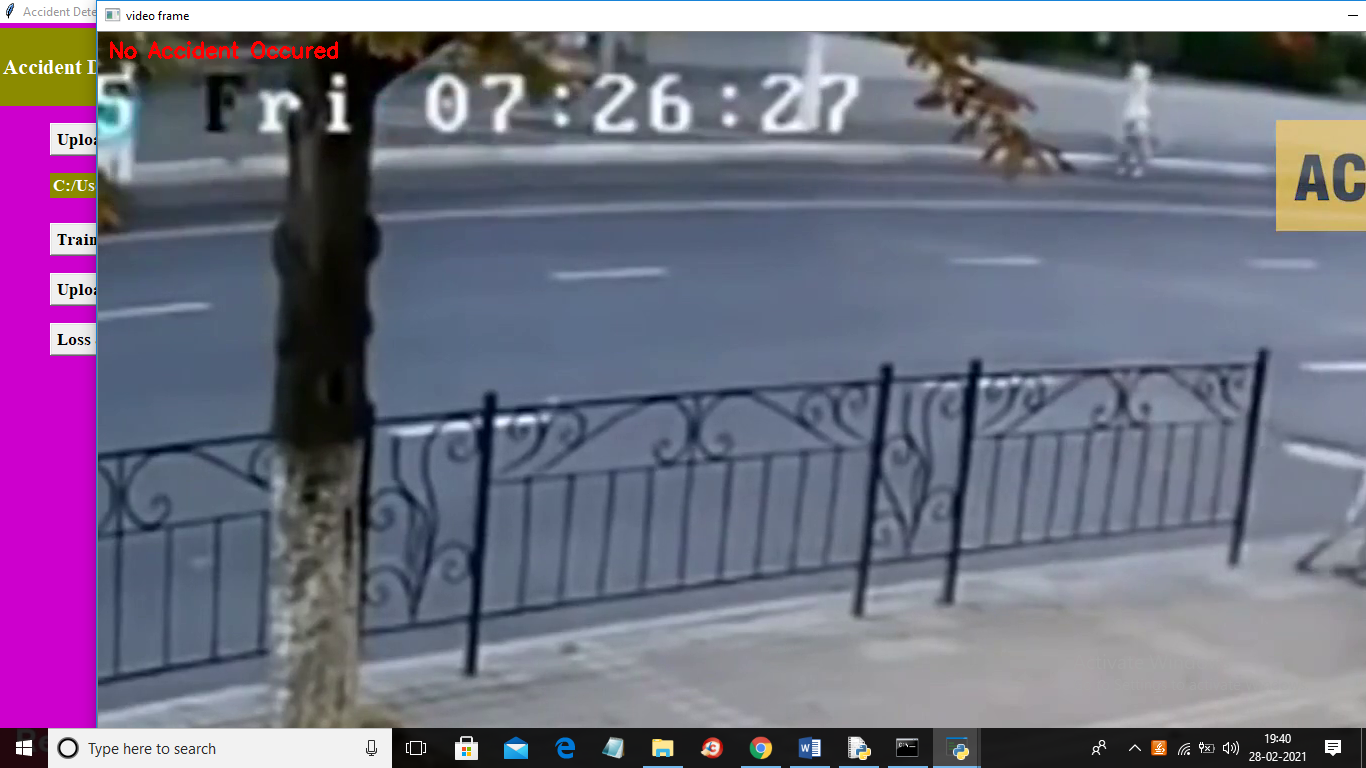 Accident Dete
video frame
No Accident Occured
Accident D
5 Fri 07:26:27
Uploa
AC
C:/Us
Train
Uploa
Loss
Type here to search
19:40
28-02-2021